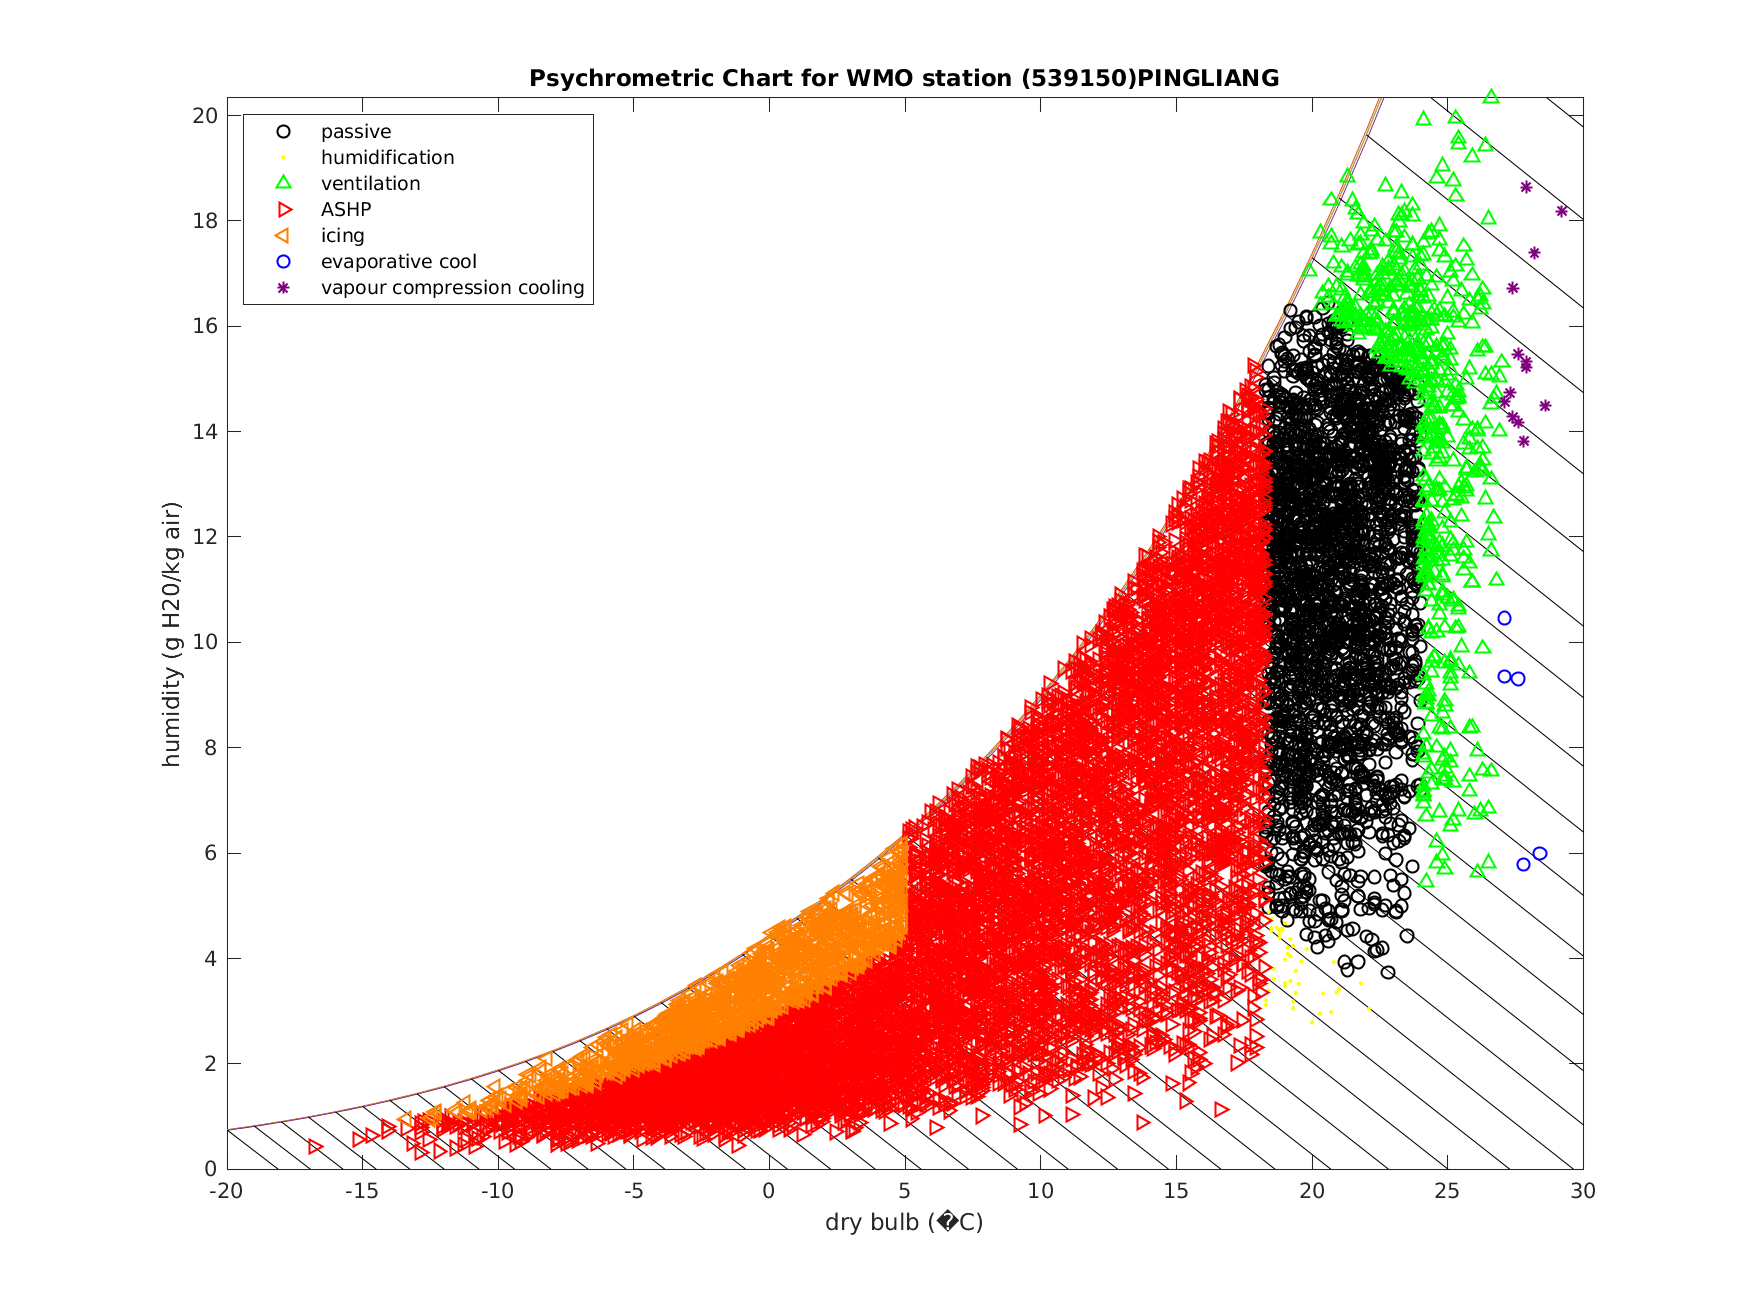 Psychrometric Chart for WMO station (539150)PINGLIANG
passive
humidification
ventilation
ASHP
icing
evaporative cool
vapour compression cooling
humidity (g H20/kg air)
20
18
16
14
12
10
8
6
4
2
0
-20 -15 -10 -5 0 5 10 15 20 25 30
dry bulb (�C)